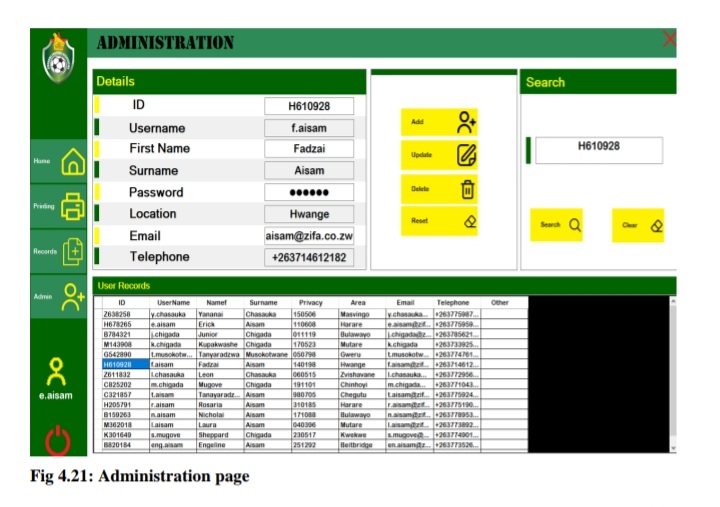 ADMINISTRATION
Details
ID H610928
Username f.aisam
First Name Fadzai
Surname Aisam
Password ●●●●●●
Location Hwange
Email aisam@zifa.co.zw
Telephone +263714612182
Add
Update
Delete
Reset
Search
H610928
Search Clear
Home
Printing
Records
Admin
e.aisam
User Records
ID UserName Namef Surname Privacy Area Email Telephone Other
Z638258 y.chasauka Yananai Chasauka 150506 Masvingo y.chasauka... +263775987...
H678265 e.aisam Erick Aisam 110608 Harare e.aisam@zif... +263775959...
B784321 j.chigada Junior Chigada 011119 Bulawayo j.chigada@z... +263785621...
M143908 k.chigada Kupakwashe Chigada 170523 Mutare k.chigada +263733925...
G542890 t.musokotw... Tanyaradzwa Musokotwane 050798 Gweru t.musokotw... +263774761...
H610928 f.aisam Fadzai Aisam 140198 Hwange f.aisam@zif... +263714612...
Z611832 l.chasauka Leon Chasauka 060515 Zvishavane l.chasauka... +263772956...
C825202 m.chigada Mugove Chigada 191101 Chinhoyi m.chigada... +263771043...
C321857 t.aisam Tanayaradz... Aisam 980705 Chegutu t.aisam@zif... +263775924...
H205791 r.aisam Rosaria Aisam 310185 Harare r.aisam@zif... +263775190...
B159263 n.aisam Nicholai Aisam 171088 Bulawayo n.aisam@zif... +263778953...
M362018 l.aisam Laura Aisam 040396 Mutare l.aisam@zif... +263773892...
K301649 s.mugove Sheppard Chigada 230517 Kwekwe s.mugove@... +263774901...
B820184 eng.aisam Engeline Aisam 251292 Beitbridge en.aisam@z... +263773526...
Fig 4.21: Administration page